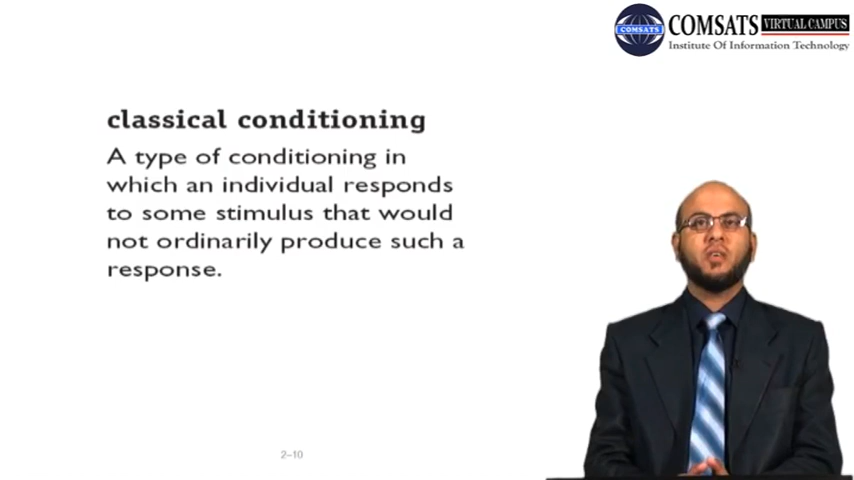 COMSATS VIRTUAL CAMPUS
COMSATS
Institute Of Information Technology
classical conditioning
A type of conditioning in
which an individual responds
to some stimulus that would
not ordinarily produce such a
response.
2–10